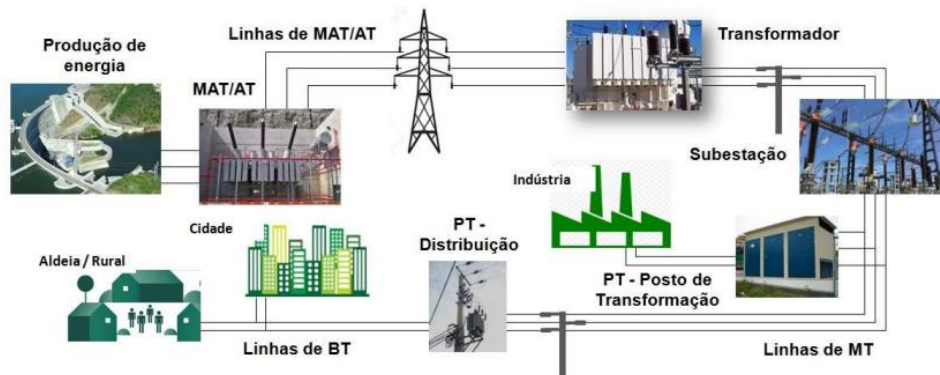 Linhas de MAT/AT
Transformador
Produção de
energia
MAT/AT
Subestação
Indústria
Cidade
PT -
Distribuição
Aldeia / Rural
PT - Posto de
Transformação
Linhas de BT
Linhas de MT